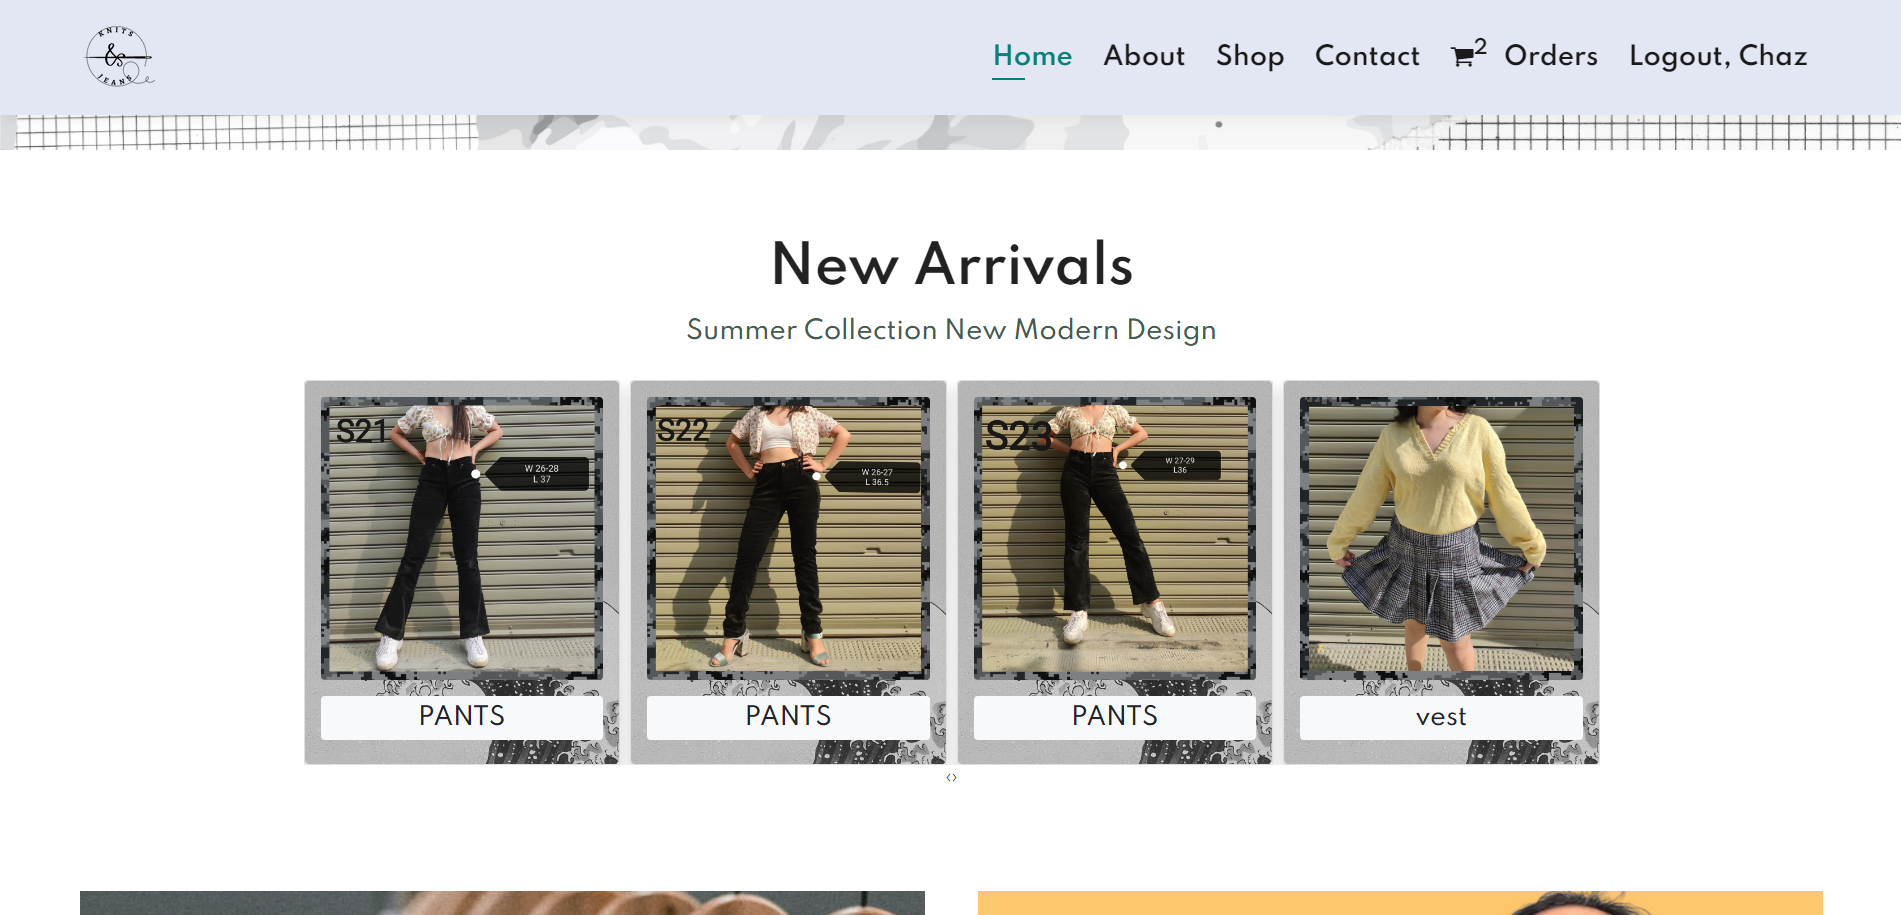 KNITS
&
JEANS
Home About Shop Contact 2 Orders Logout, Chaz
New Arrivals
Summer Collection New Modern Design
S21
W 26-28
L 37
S22
W 26-27
L 36.5
S23
W 27-29
L36
PANTS
PANTS
PANTS
vest